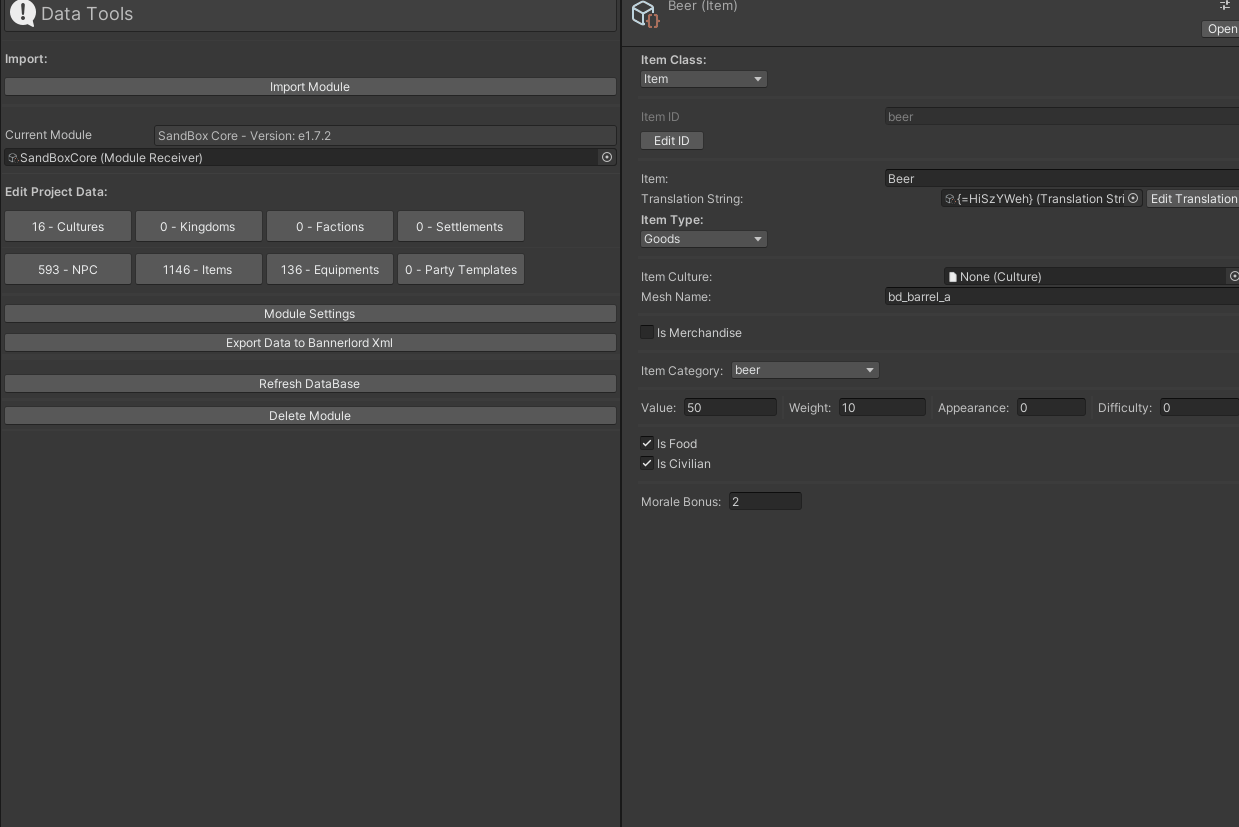 Data Tools
Import:
Import Module
Current Module SandBox Core - Version: e1.7.2
SandBoxCore (Module Receiver)
Edit Project Data:
16 - Cultures 0 - Kingdoms 0 - Factions 0 - Settlements
593 - NPC 1146 - Items 136 - Equipments 0 - Party Templates
Module Settings
Export Data to Bannerlord Xml
Refresh DataBase
Delete Module
Beer (Item)
Open
Item Class:
Item
Item ID beer
Edit ID
Item: Beer
Translation String: {=HiSzYWeh} (Translation Stri Edit Translation
Item Type:
Goods
Item Culture: None (Culture)
Mesh Name: bd_barrel_a
Is Merchandise
Item Category: beer
Value: 50 Weight: 10 Appearance: 0 Difficulty: 0
Is Food
Is Civilian
Morale Bonus: 2